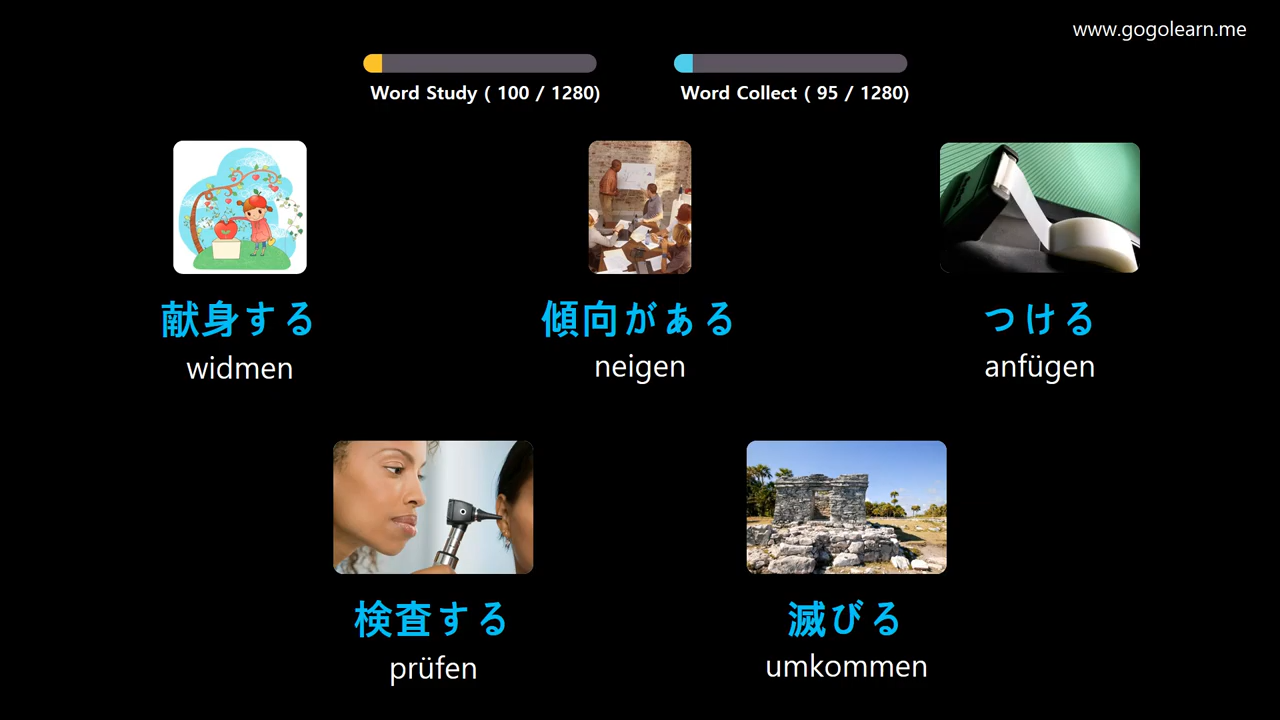 www.gogolearn.me
Word Study ( 100 / 1280)
Word Collect ( 95 / 1280)
献身する
widmen
傾向がある
neigen
つける
anfügen
検査する
prüfen
滅びる
umkommen